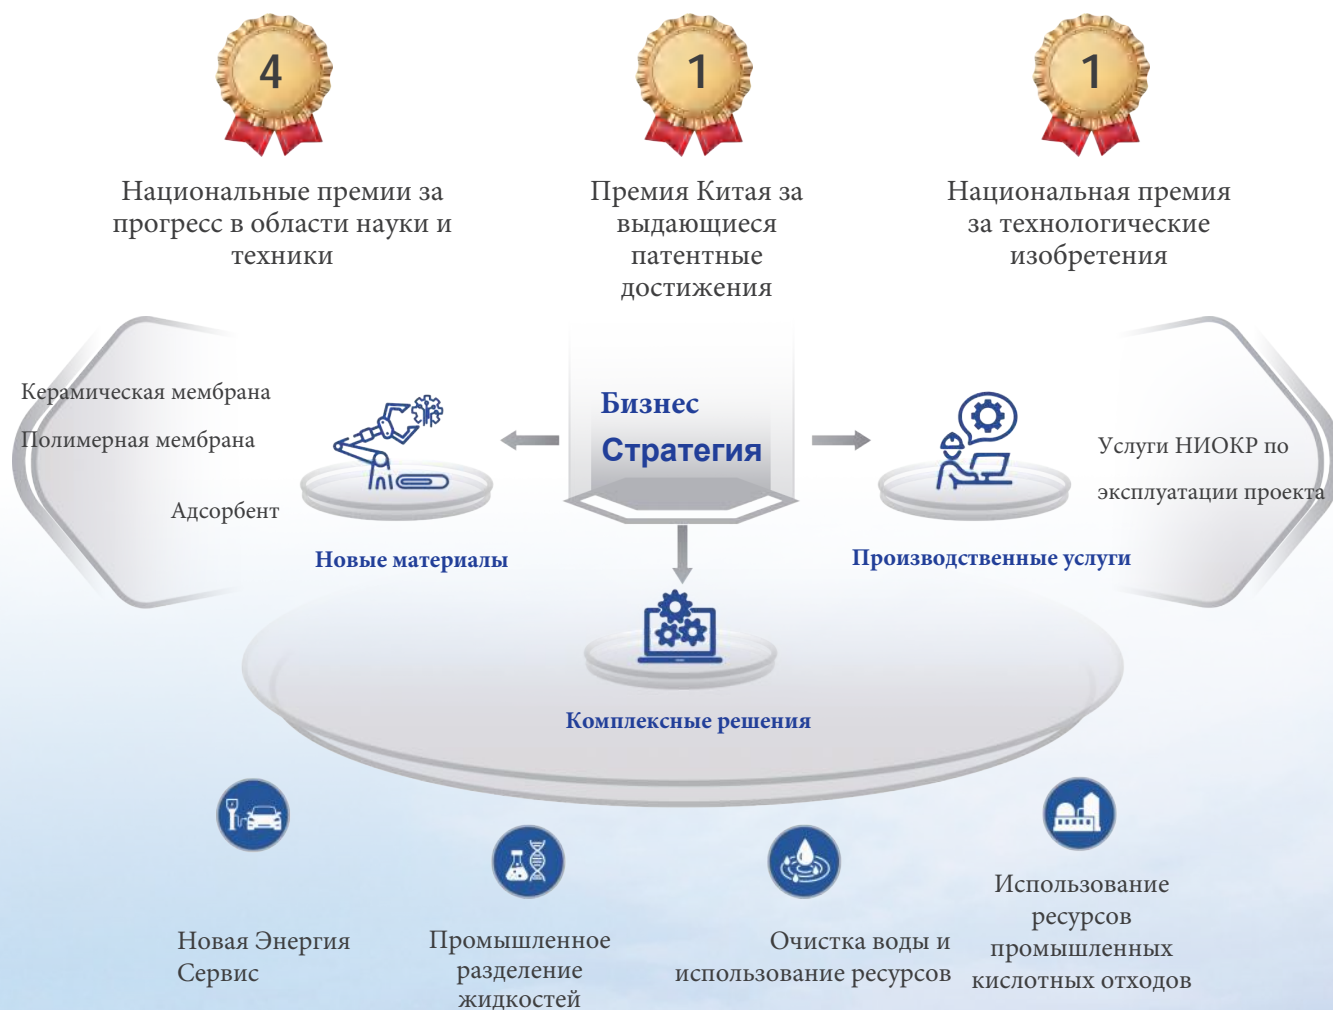 4
1
1
Национальные премии за
прогресс в области науки и
техники
Премия Китая за
выдающиеся
патентные
достижения
Национальная премия
за технологические
изобретения
Керамическая мембрана
Полимерная мембрана
Адсорбент
Новые материалы
Бизнес
Стратегия
Услуги НИОКР по
эксплуатации проекта
Производственные услуги
Комплексные решения
Новая Энергия
Сервис
Промышленное
разделение
жидкостей
Очистка воды и
использование ресурсов
Использование
ресурсов
промышленных
кислотных отходов